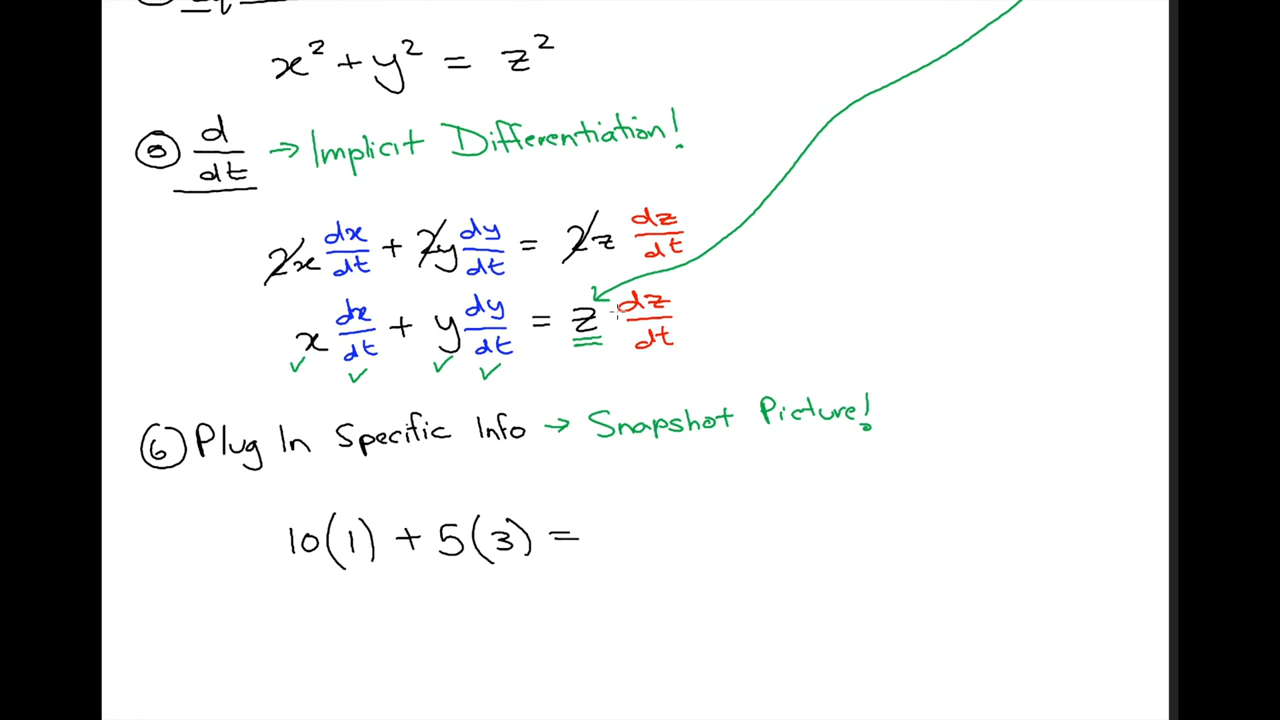 x² + y² = z²
⑤ d/dt → Implicit Differentiation!
2x dx/dt + 2y dy/dt = 2z dz/dt
x dx/dt + y dy/dt = z dz/dt
✓ ✓ ✓ ✓
⑥ Plug In Specific Info → Snapshot Picture!
10(1) + 5(3) =